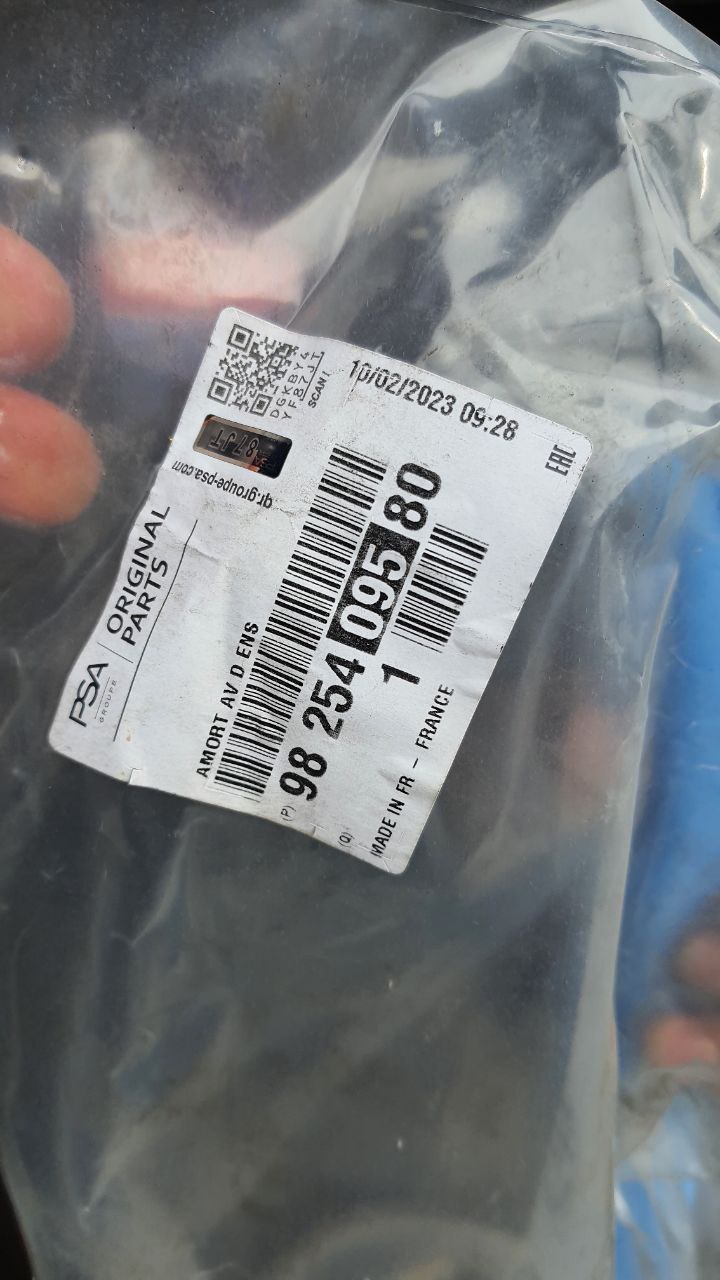 PSA
GROUPE
ORIGINAL
PARTS
qr.groupe-psa.com
DGKBY4
YFB7JT
SCAN!
10/02/2023 09:28
EAC
AMORT AV D ENS
(P) 98 254 095 80
(Q) 1
MADE IN FR - FRANCE